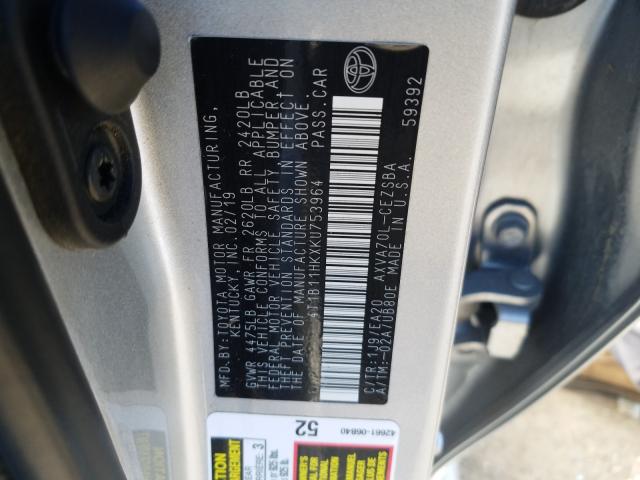 MFD.BY:TOYOTA MOTOR MANUFACTURING,
KENTUCKY, INC. 02/19
GVWR 4475LB GAWR FR 2620LB RR 2420LB
THIS VEHICLE CONFORMS TO ALL APPLICABLE
FEDERAL MOTOR VEHICLE SAFETY, BUMPER, AND
THEFT PREVENTION STANDARDS IN EFFECT ON
THE DATE OF MANUFACTURE SHOWN ABOVE.
4T1B11HKXKU753964 PASS.CAR
C/TR:1J9/EA20 AXVA70L-CEZSBA
A/TM:-02A/UB80E MADE IN U.S.A.
59392
52
42661-06840